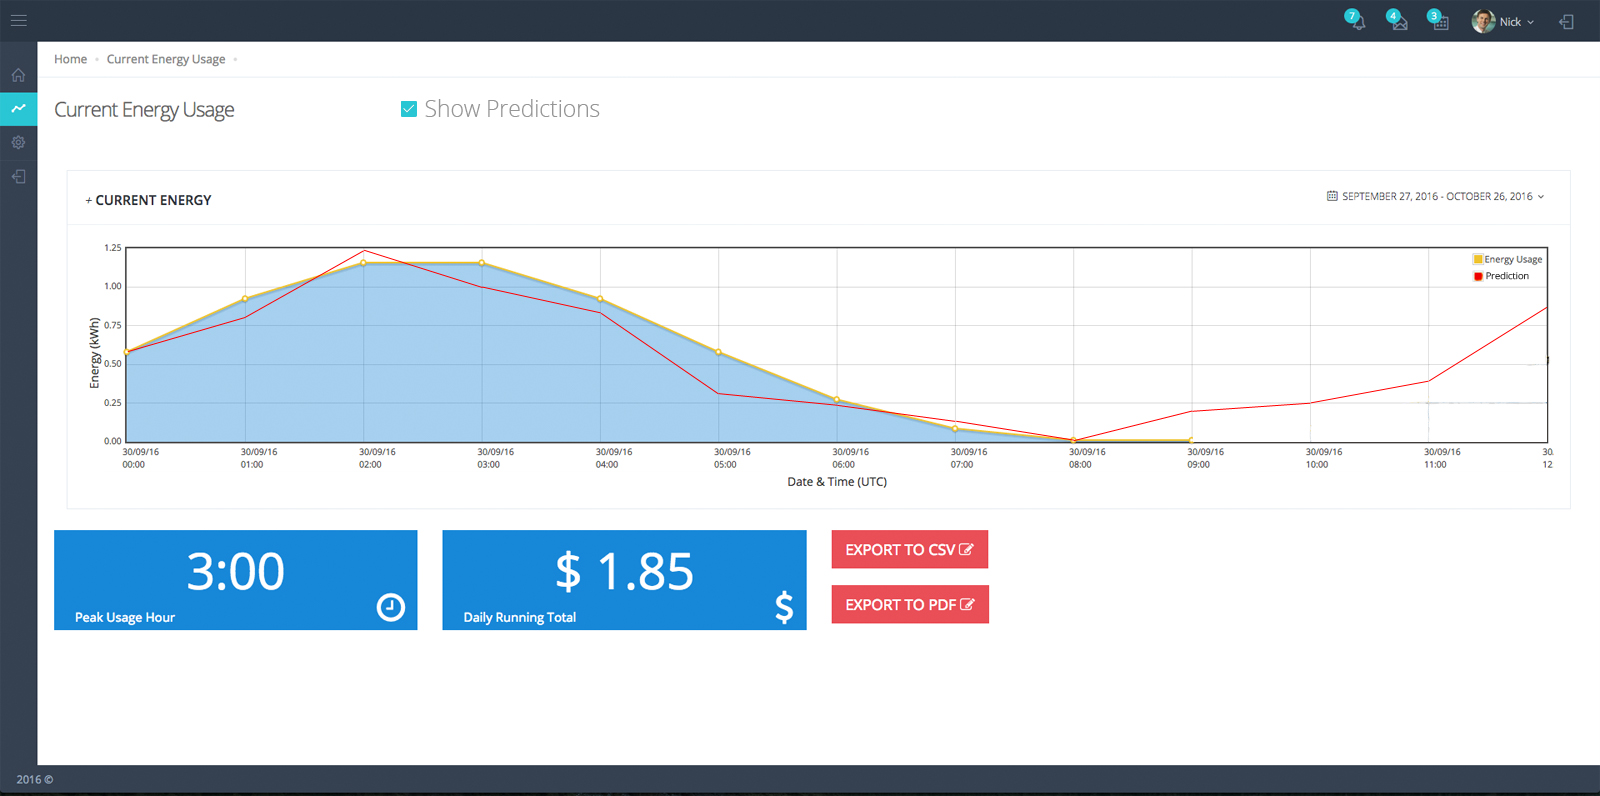 7 4 3 Nick
Home Current Energy Usage
Current Energy Usage
Show Predictions
+ CURRENT ENERGY
SEPTEMBER 27, 2016 - OCTOBER 26, 2016
Energy Usage
Prediction
Energy (kWh)
1.25
1.00
0.75
0.50
0.25
0.00
30/09/16 30/09/16 30/09/16 30/09/16 30/09/16 30/09/16 30/09/16 30/09/16 30/09/16 30/09/16 30/09/16 30/09/16 30.
00:00 01:00 02:00 03:00 04:00 05:00 06:00 07:00 08:00 09:00 10:00 11:00 12
Date & Time (UTC)
3:00
Peak Usage Hour
$ 1.85
Daily Running Total
$
EXPORT TO CSV
EXPORT TO PDF
2016 ©